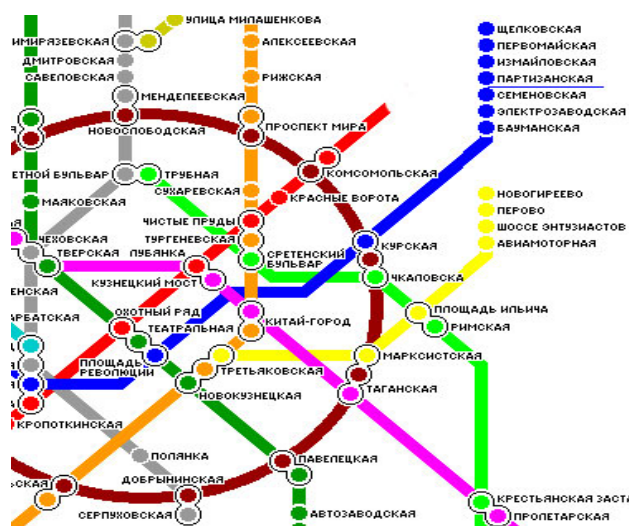 УЛИЦА МИЛАШЕНКОВА
ИМИРЯЗЕВСКАЯ
АЛЕКСЕЕВСКАЯ
ЩЕЛКОВСКАЯ
ПЕРВОМАЙСКАЯ
ДМИТРОВСКАЯ
ИЗМАЙЛОВСКАЯ
САВЕЛОВСКАЯ
РИЖСКАЯ
ПАРТИЗАНСКАЯ
МЕНДЕЛЕЕВСКАЯ
СЕМЕНОВСКАЯ
ЭЛЕКТРОЗАВОДСКАЯ
НОВОСЛОБОДСКАЯ
ПРОСПЕКТ МИРА
БАУМАНСКАЯ
ЕТНОЙ БУЛЬВАР
ТРУБНАЯ
КОМСОМОЛЬСКАЯ
СУХАРЕВСКАЯ
КРАСНЫЕ ВОРОТА
НОВОГИРЕЕВО
МАЯКОВСКАЯ
ПЕРОВО
ЧИСТЫЕ ПРУДЫ
ШОССЕ ЭНТУЗИАСТОВ
ЧЕХОВСКАЯ
ТУРГЕНЕВСКАЯ
КУРСКАЯ
АВИАМОТОРНАЯ
ТВЕРСКАЯ
ЛУБЯНКА
СРЕТЕНСКИЙ
БУЛЬВАР
ЧКАЛОВСКА
КУЗНЕЦКИЙ МОСТ
ЕНСКАЯ
АРБАТСКАЯ
ОХОТНЫЙ РЯД
ТЕАТРАЛЬНАЯ
КИТАЙ-ГОРОД
ПЛОЩАДЬ ИЛЬИЧА
РИМСКАЯ
ПЛОЩАДЬ
РЕВОЛЮЦИИ
ТРЕТЬЯКОВСКАЯ
МАРКСИСТСКАЯ
НОВОКУЗНЕЦКАЯ
ТАГАНСКАЯ
КРОПОТКИНСКАЯ
ПОЛЯНКА
ПАВЕЛЕЦКАЯ
ЬСКАЯ
ДОБРЫНИНСКАЯ
СЕРПУХОВСКАЯ
АВТОЗАВОДСКАЯ
КРЕСТЬЯНСКАЯ ЗАСТА
ПРОЛЕТАРСКАЯ